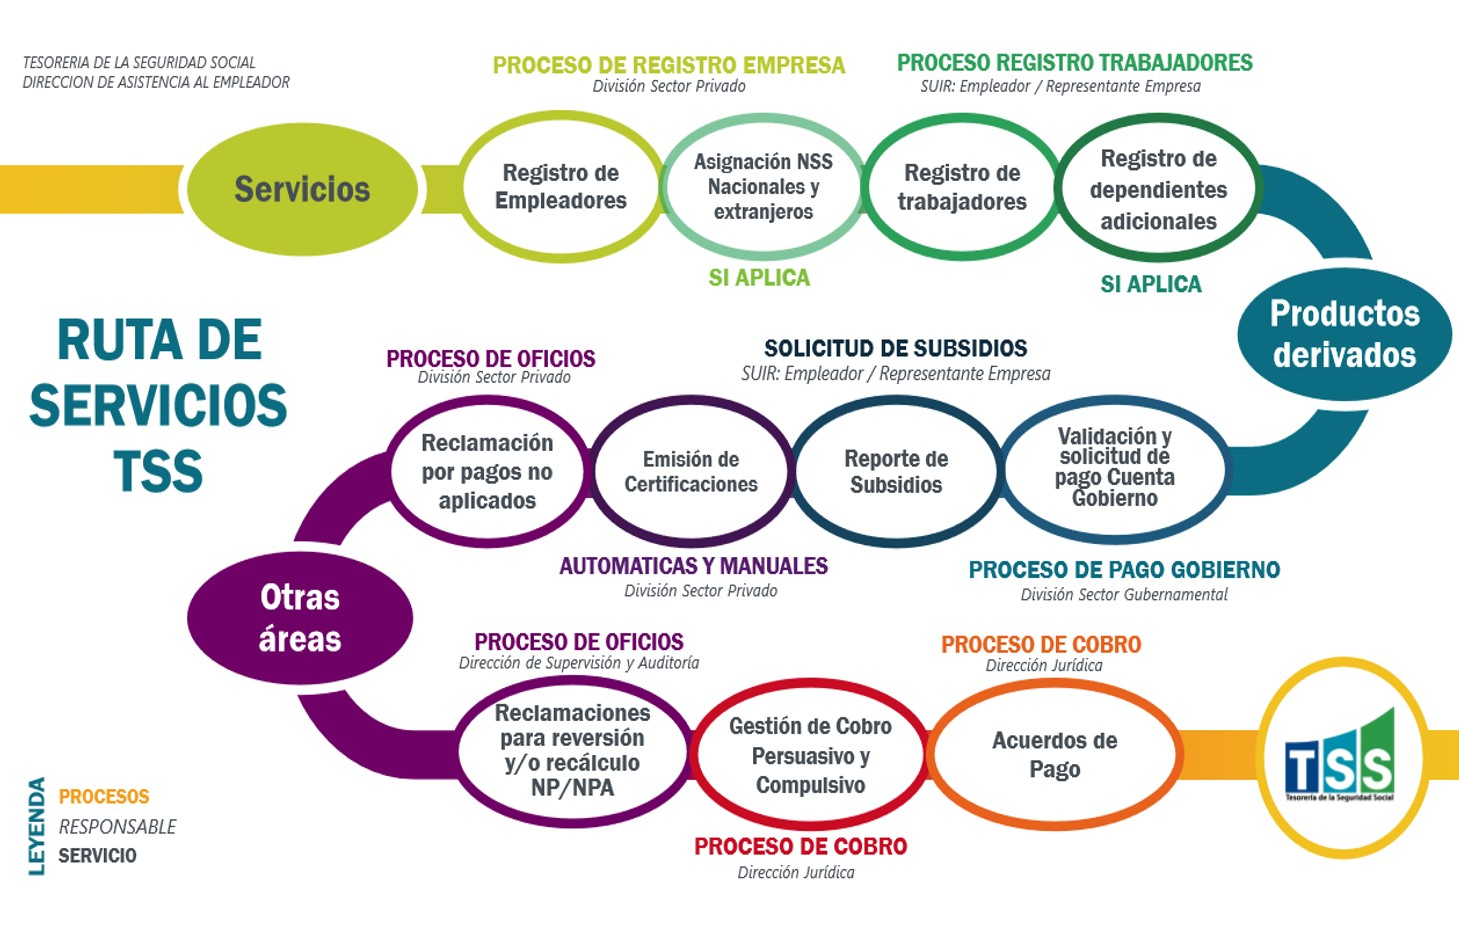 TESORERIA DE LA SEGURIDAD SOCIAL
DIRECCION DE ASISTENCIA AL EMPLEADOR
PROCESO DE REGISTRO EMPRESA
División Sector Privado
PROCESO REGISTRO TRABAJADORES
SUIR: Empleador / Representante Empresa
Servicios
Registro de
Empleadores
Asignación NSS
Nacionales y
extranjeros
SI APLICA
Registro de
trabajadores
Registro de
dependientes
adicionales
SI APLICA
Productos
derivados
RUTA DE
SERVICIOS
TSS
PROCESO DE OFICIOS
División Sector Privado
SOLICITUD DE SUBSIDIOS
SUIR: Empleador / Representante Empresa
Reclamación
por pagos no
aplicados
Emisión de
Certificaciones
Reporte de
Subsidios
Validación y
solicitud de
pago Cuenta
Gobierno
AUTOMATICAS Y MANUALES
División Sector Privado
PROCESO DE PAGO GOBIERNO
División Sector Gubernamental
Otras
áreas
PROCESO DE OFICIOS
Dirección de Supervisión y Auditoría
PROCESO DE COBRO
Dirección Jurídica
Reclamaciones
para reversión
y/o recálculo
NP/NPA
Gestión de Cobro
Persuasivo y
Compulsivo
Acuerdos de
Pago
TSS
Tesorería de la Seguridad Social
PROCESO DE COBRO
Dirección Jurídica
LEYENDA
PROCESOS
RESPONSABLE
SERVICIO